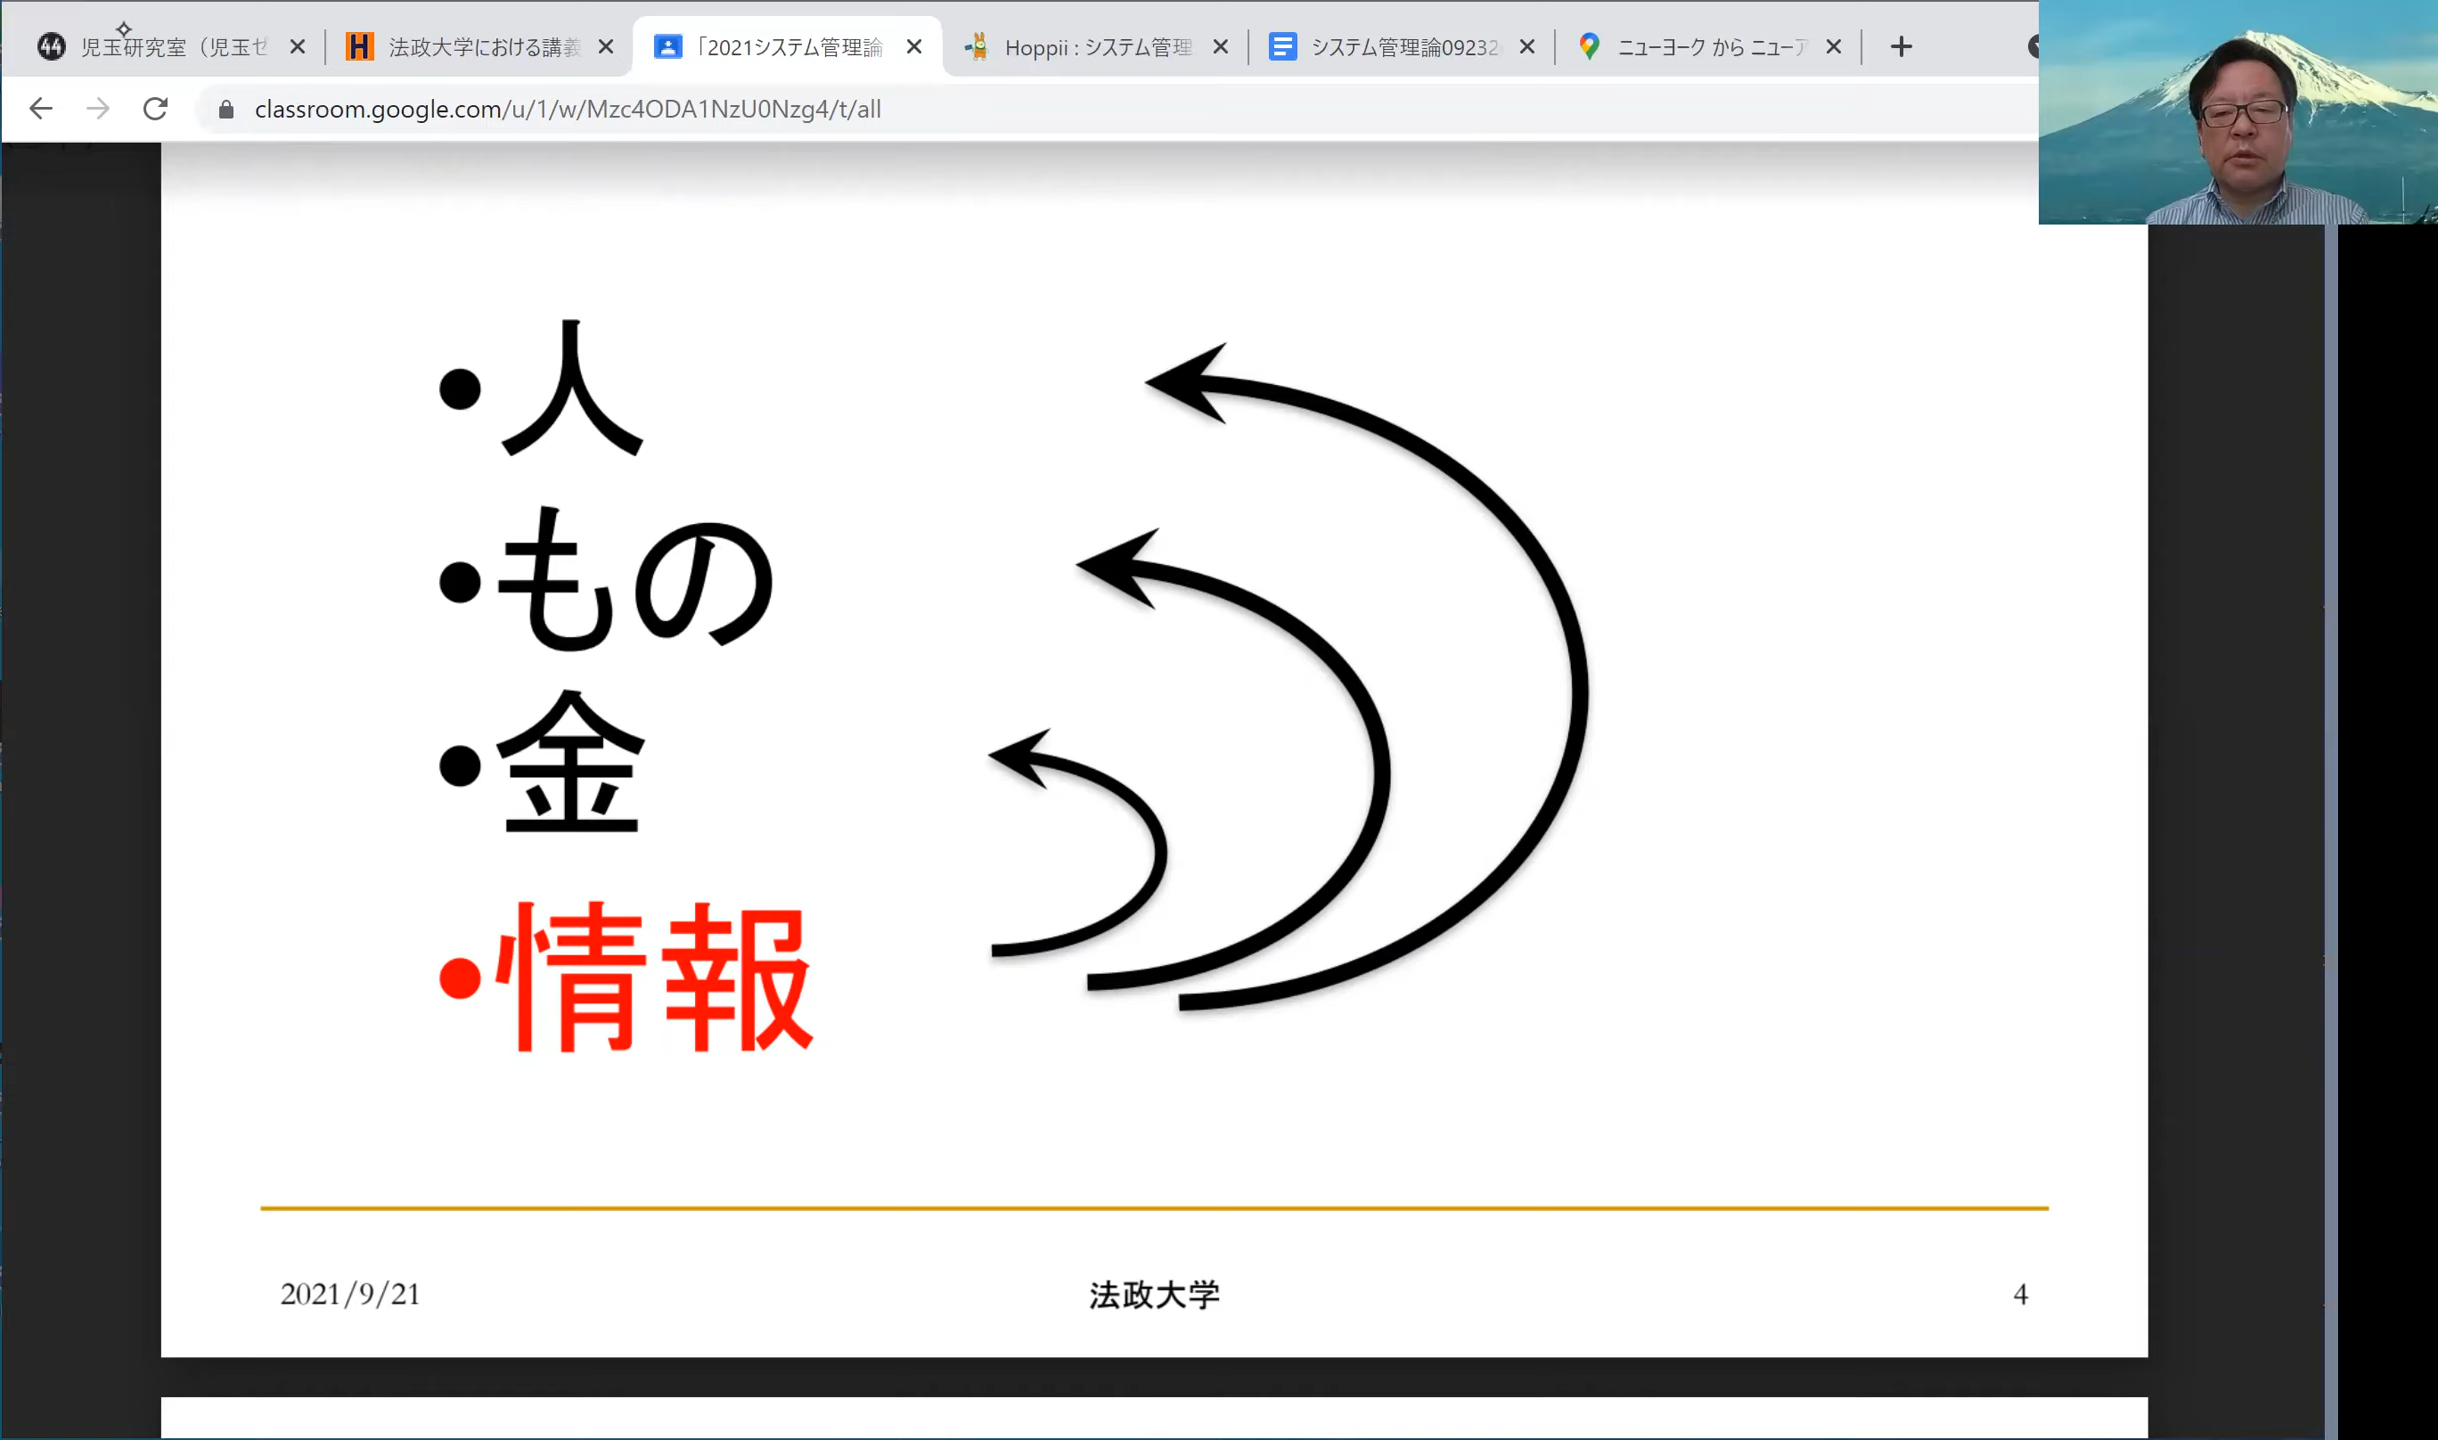 児玉研究室（児玉ゼ
法政大学における講義
「2021システム管理論
Hoppii : システム管理
システム管理論09232
ニューヨーク から ニューア
classroom.google.com/u/1/w/Mzc4ODA1NzU0Nzg4/t/all
•人
•もの
•金
•情報
2021/9/21
法政大学
4